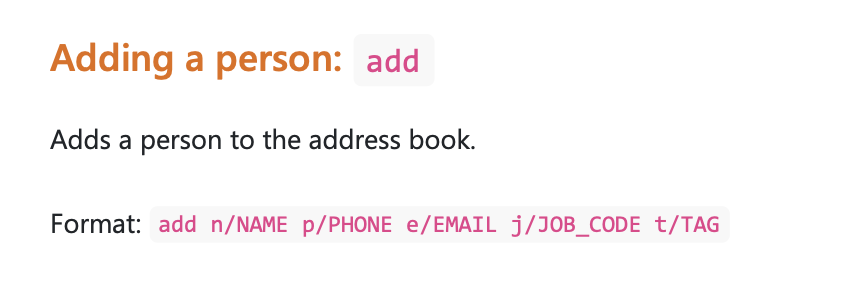 Adding a person: add
Adds a person to the address book.
Format: add n/NAME p/PHONE e/EMAIL j/JOB_CODE t/TAG